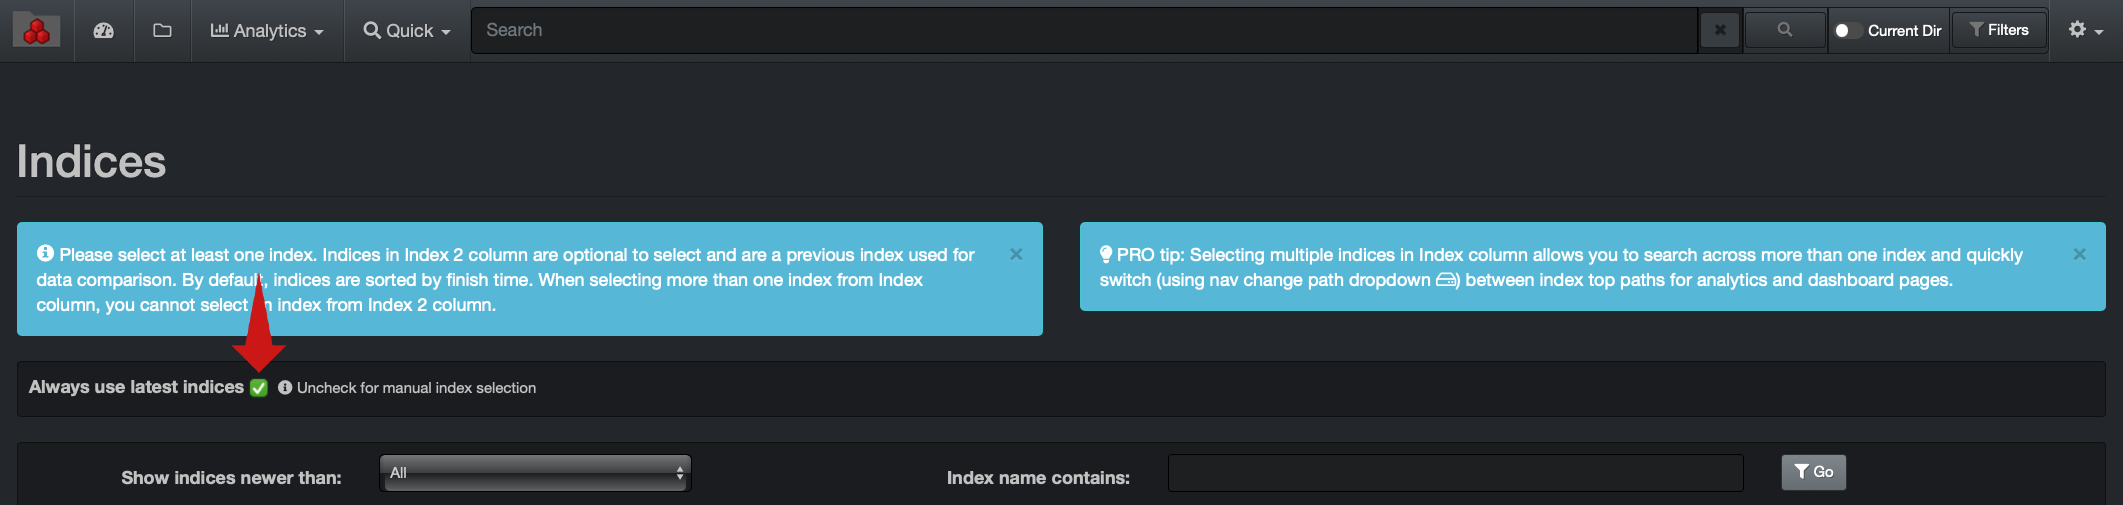 Analytics
Quick
Search
Current Dir
Filters
Indices
Please select at least one index. Indices in Index 2 column are optional to select and are a previous index used for
data comparison. By default, indices are sorted by finish time. When selecting more than one index from Index
column, you cannot select an index from Index 2 column.
PRO tip: Selecting multiple indices in Index column allows you to search across more than one index and quickly
switch (using nav change path dropdown ) between index top paths for analytics and dashboard pages.
Always use latest indices
Uncheck for manual index selection
Show indices newer than:
All
Index name contains:
Go